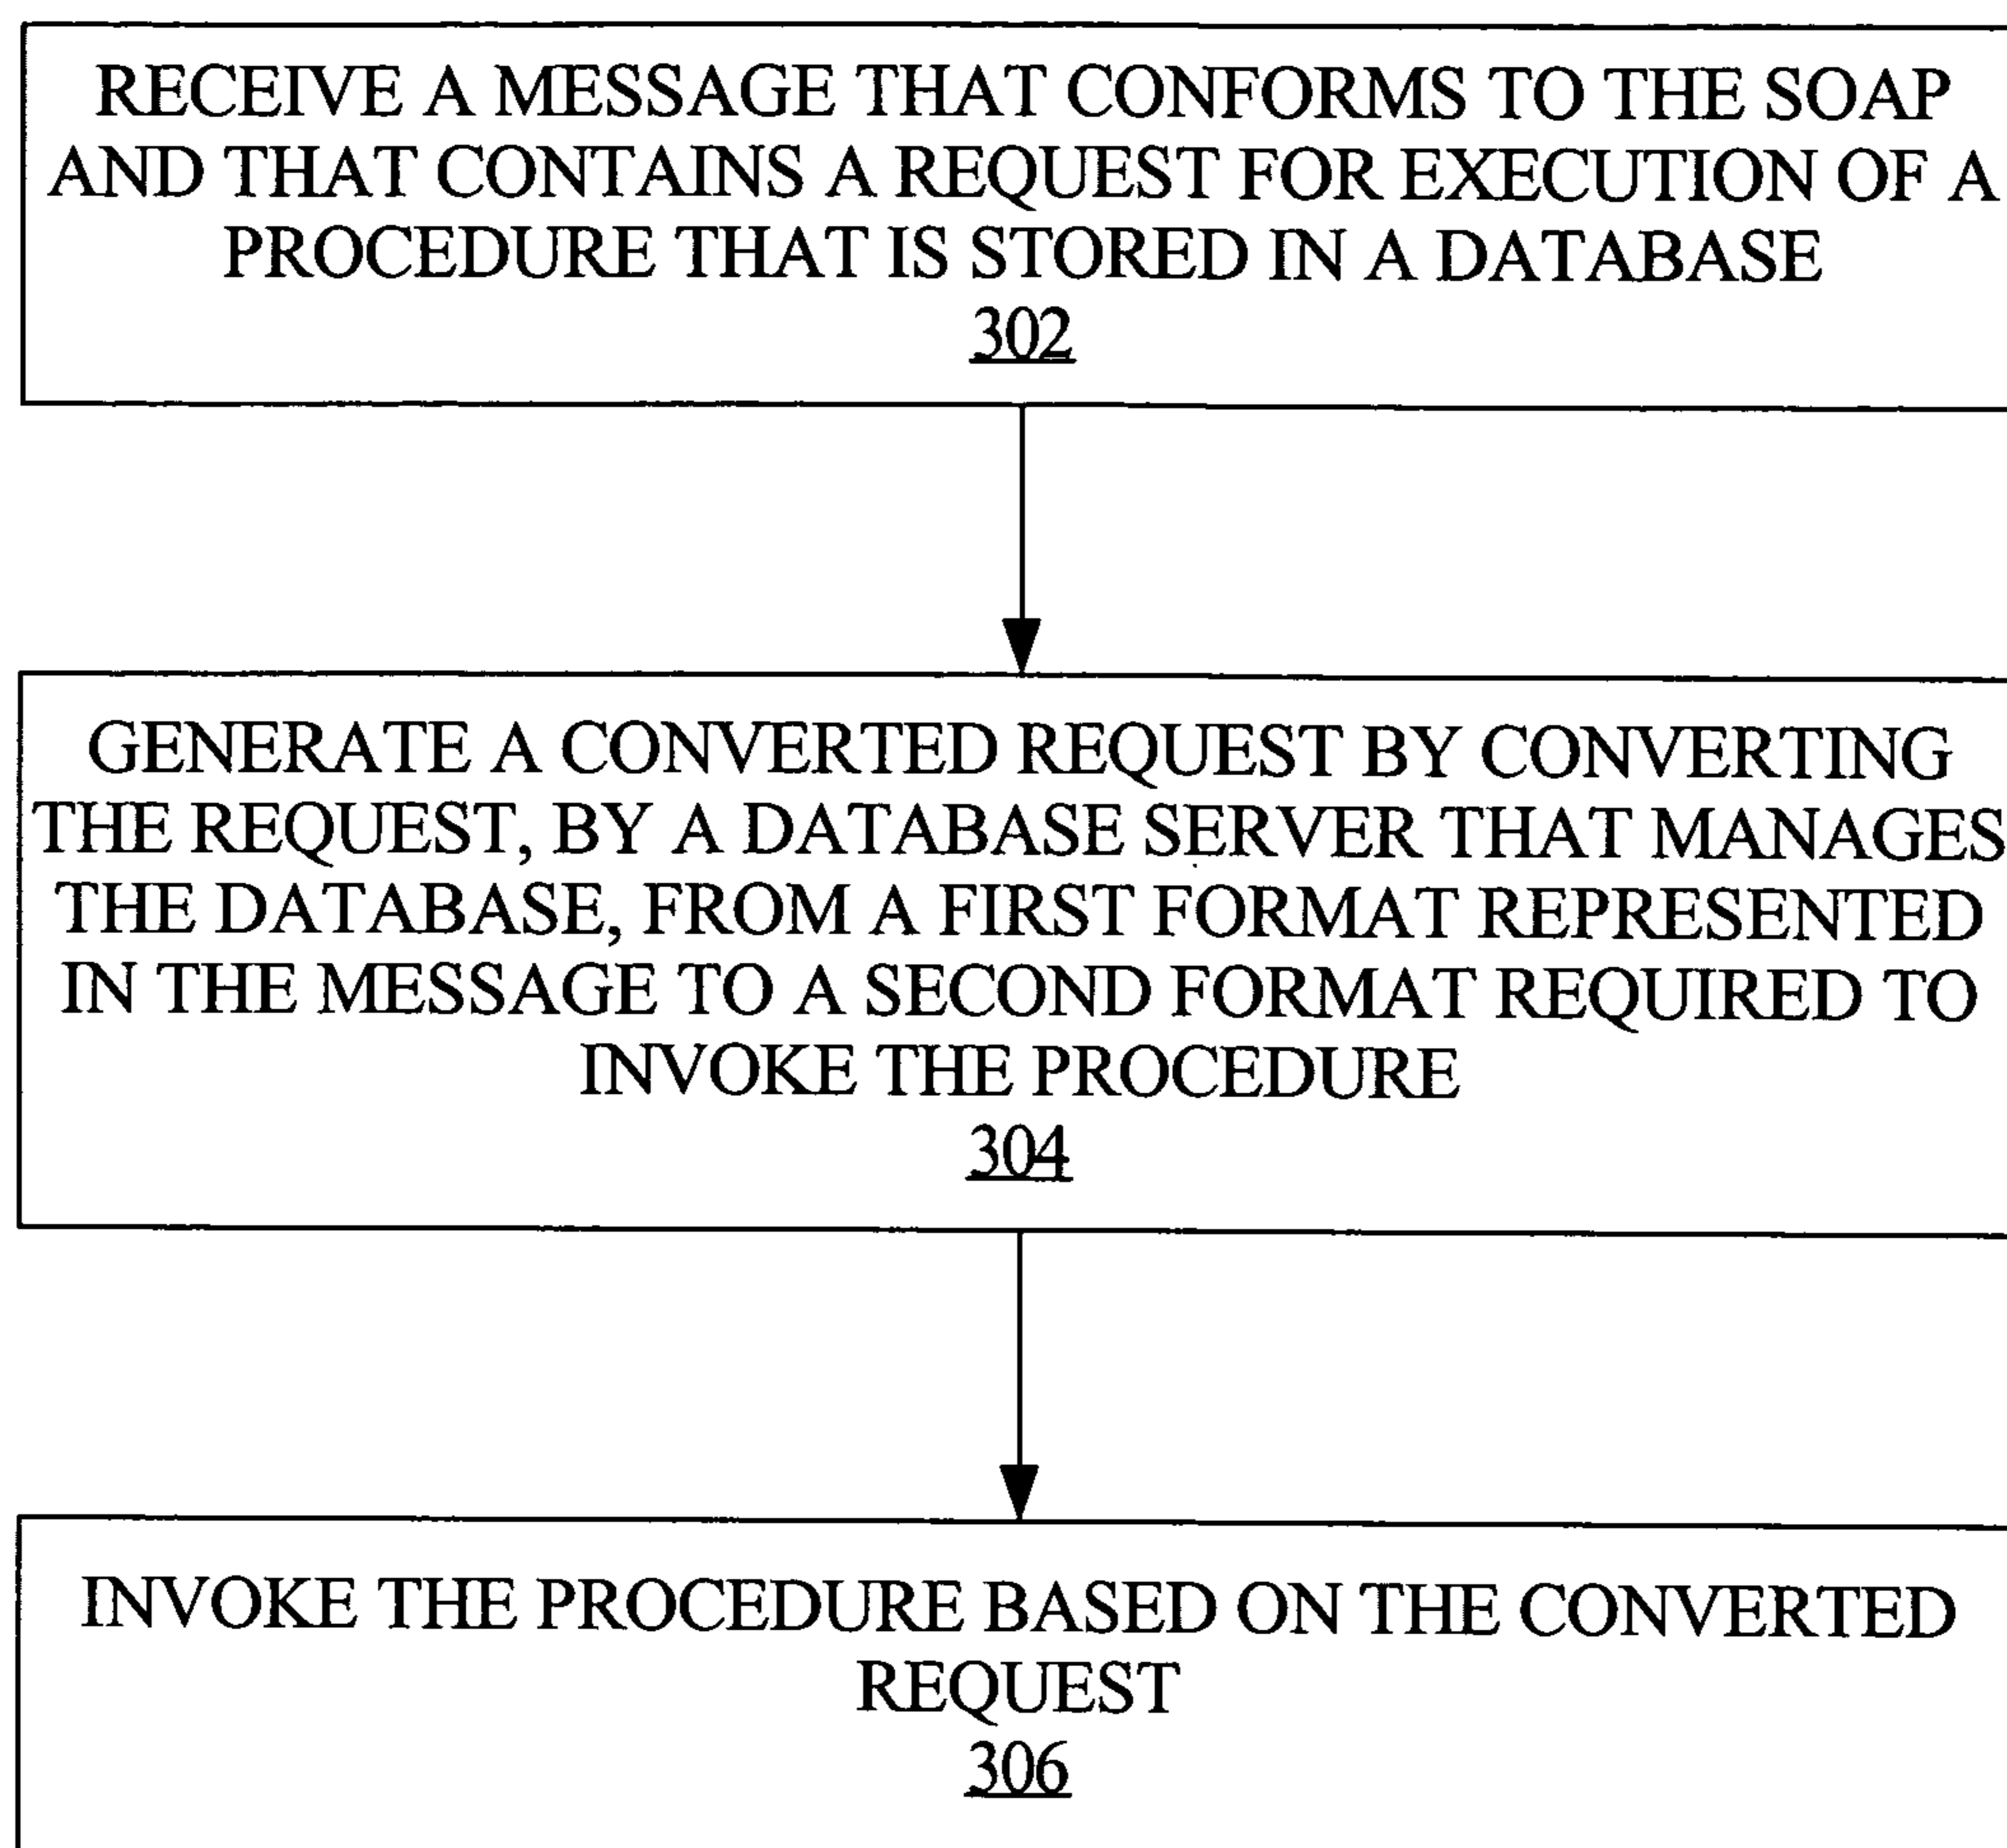 RECEIVE A MESSAGE THAT CONFORMS TO THE SOAP
AND THAT CONTAINS A REQUEST FOR EXECUTION OF A
PROCEDURE THAT IS STORED IN A DATABASE
302
GENERATE A CONVERTED REQUEST BY CONVERTING
THE REQUEST, BY A DATABASE SERVER THAT MANAGES
THE DATABASE, FROM A FIRST FORMAT REPRESENTED
IN THE MESSAGE TO A SECOND FORMAT REQUIRED TO
INVOKE THE PROCEDURE
304
INVOKE THE PROCEDURE BASED ON THE CONVERTED
REQUEST
306